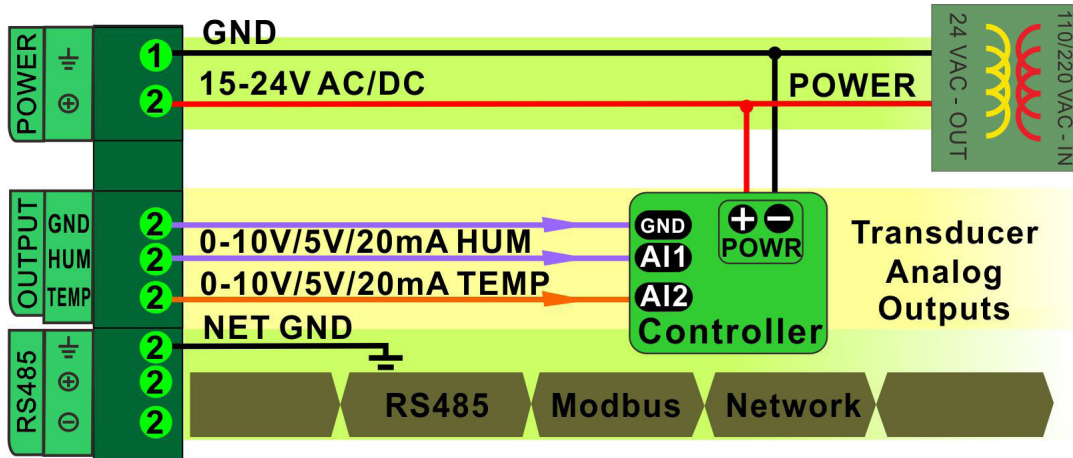 POWER
1
GND
2
15-24V AC/DC
POWER
24 VAC - OUT
110/220 VAC - IN
OUTPUT
GND
2
HUM
2
0-10V/5V/20mA HUM
TEMP
2
0-10V/5V/20mA TEMP
GND
AI1
AI2
POWR
Controller
Transducer
Analog
Outputs
RS485
2
NET GND
2
2
RS485
Modbus
Network